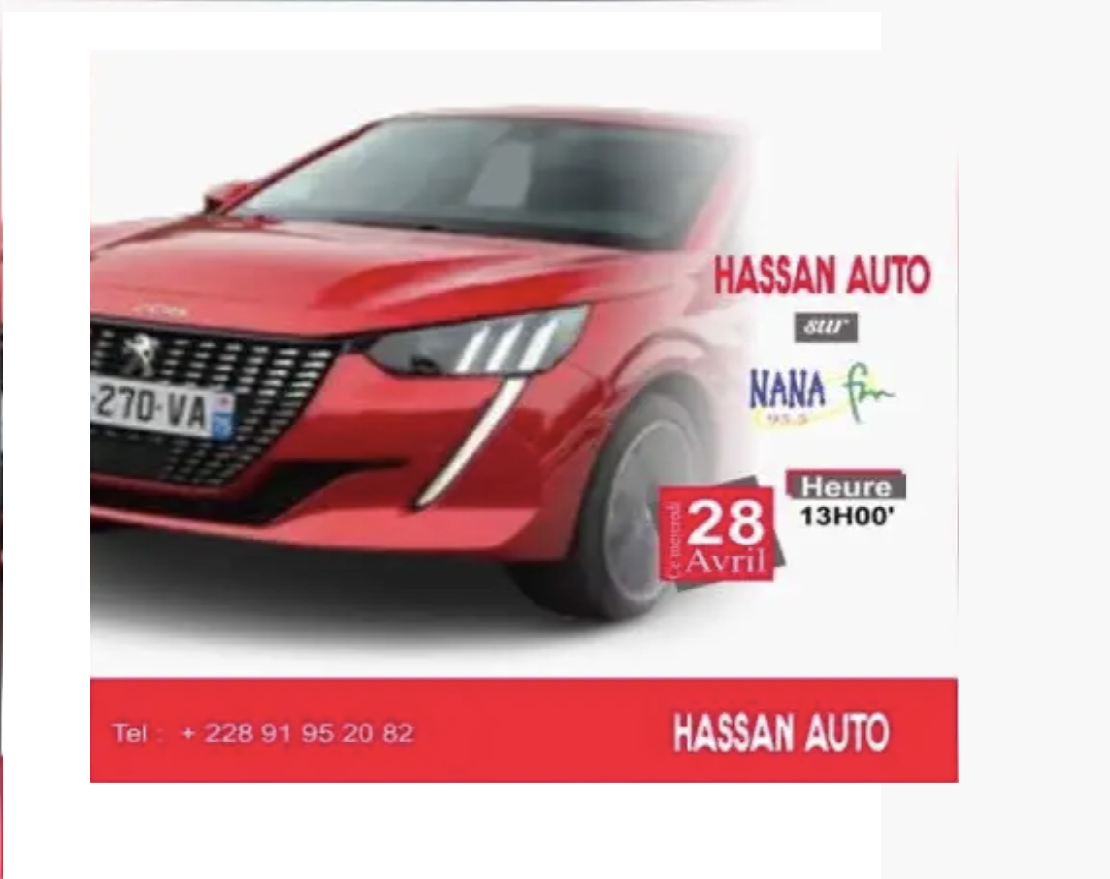 HASSAN AUTO
sur
NANA fm
95.5
-270-VA
Heure
13H00'
Ce mercredi
28
Avril
Tel : + 228 91 95 20 82
HASSAN AUTO